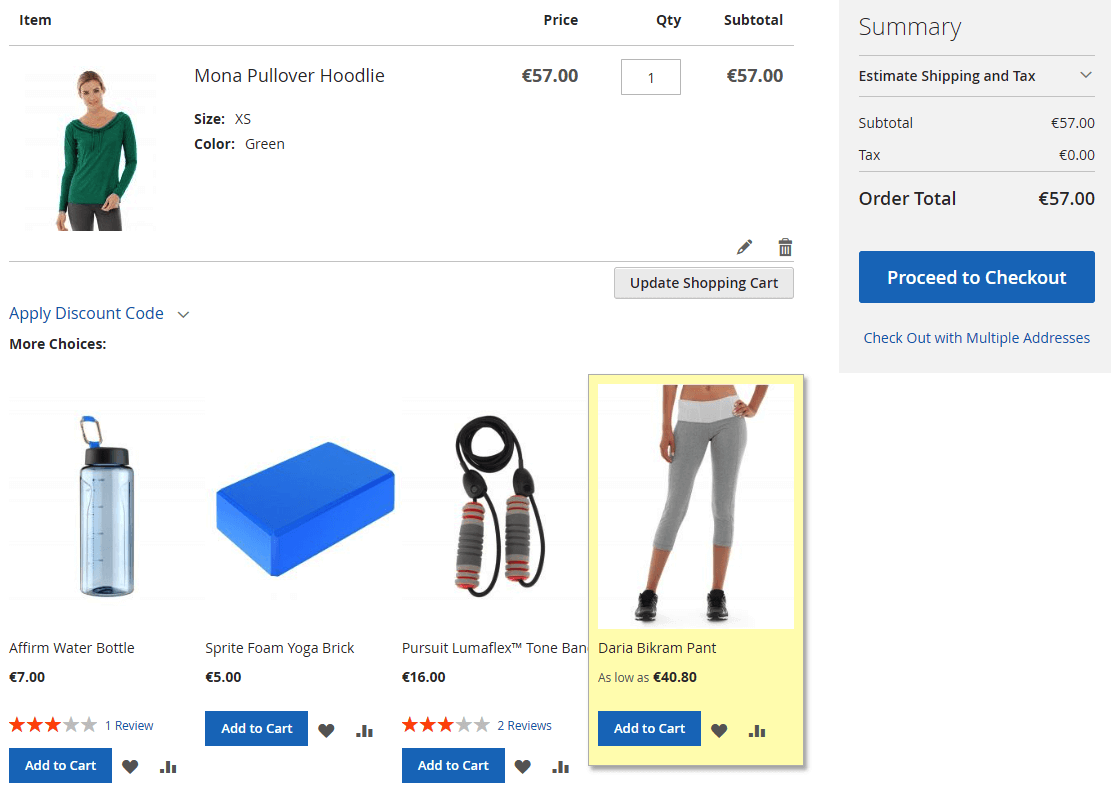 Item Price Qty Subtotal
Mona Pullover Hoodlie €57.00 1 €57.00
Size: XS
Color: Green
Update Shopping Cart
Apply Discount Code
More Choices:
Affirm Water Bottle
€7.00
1 Review
Add to Cart
Sprite Foam Yoga Brick
€5.00
Add to Cart
Pursuit Lumaflex™ Tone Ban
€16.00
2 Reviews
Add to Cart
Daria Bikram Pant
As low as €40.80
Add to Cart
Summary
Estimate Shipping and Tax
Subtotal €57.00
Tax €0.00
Order Total €57.00
Proceed to Checkout
Check Out with Multiple Addresses